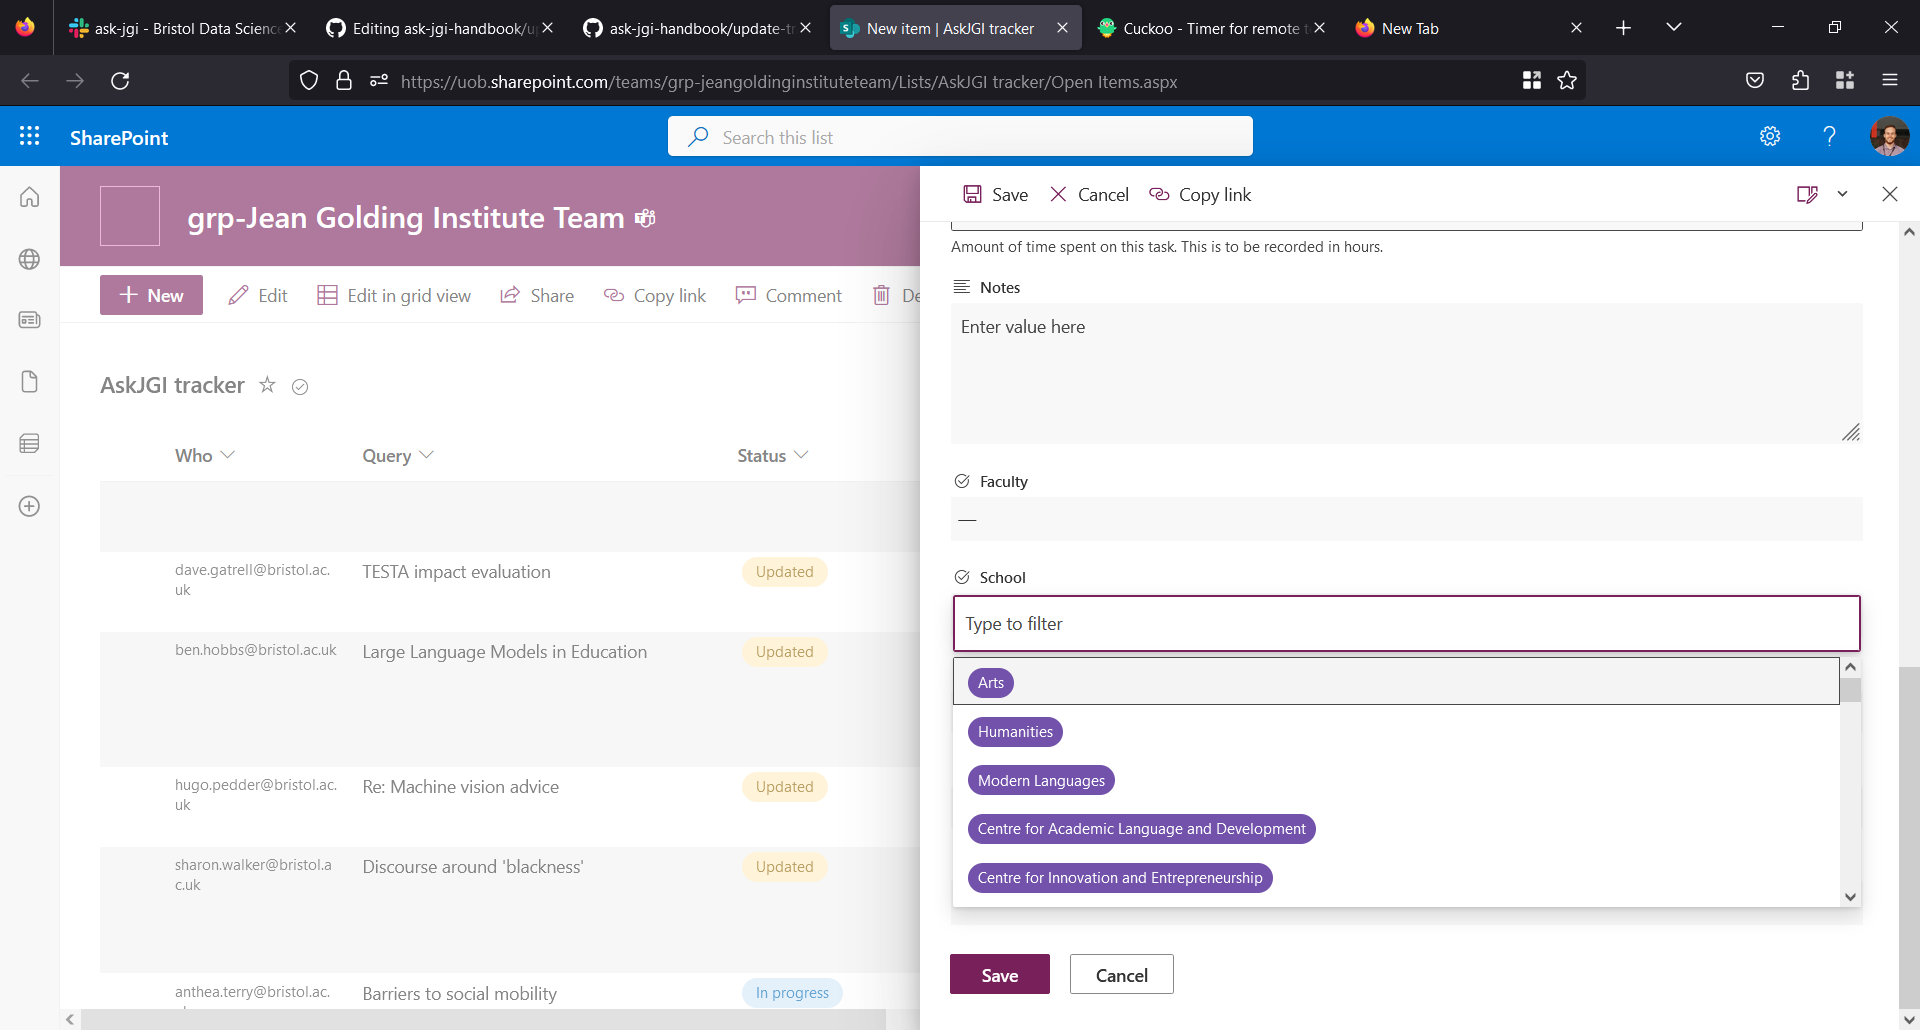 ask-jgi - Bristol Data Science
Editing ask-jgi-handbook/up
ask-jgi-handbook/update-tr
New item | AskJGI tracker
Cuckoo - Timer for remote t
New Tab
https://uob.sharepoint.com/teams/grp-jeangoldinginstituteteam/Lists/AskJGI tracker/Open Items.aspx
SharePoint
Search this list
grp-Jean Golding Institute Team
New
Edit
Edit in grid view
Share
Copy link
Comment
De
AskJGI tracker
Who
Query
Status
dave.gatrell@bristol.ac.
uk
TESTA impact evaluation
Updated
ben.hobbs@bristol.ac.uk
Large Language Models in Education
Updated
hugo.pedder@bristol.ac.
uk
Re: Machine vision advice
Updated
sharon.walker@bristol.a
c.uk
Discourse around 'blackness'
Updated
anthea.terry@bristol.ac.
Barriers to social mobility
In progress
Save
Cancel
Copy link
Amount of time spent on this task. This is to be recorded in hours.
Notes
Enter value here
Faculty
—
School
Type to filter
Arts
Humanities
Modern Languages
Centre for Academic Language and Development
Centre for Innovation and Entrepreneurship
Save
Cancel